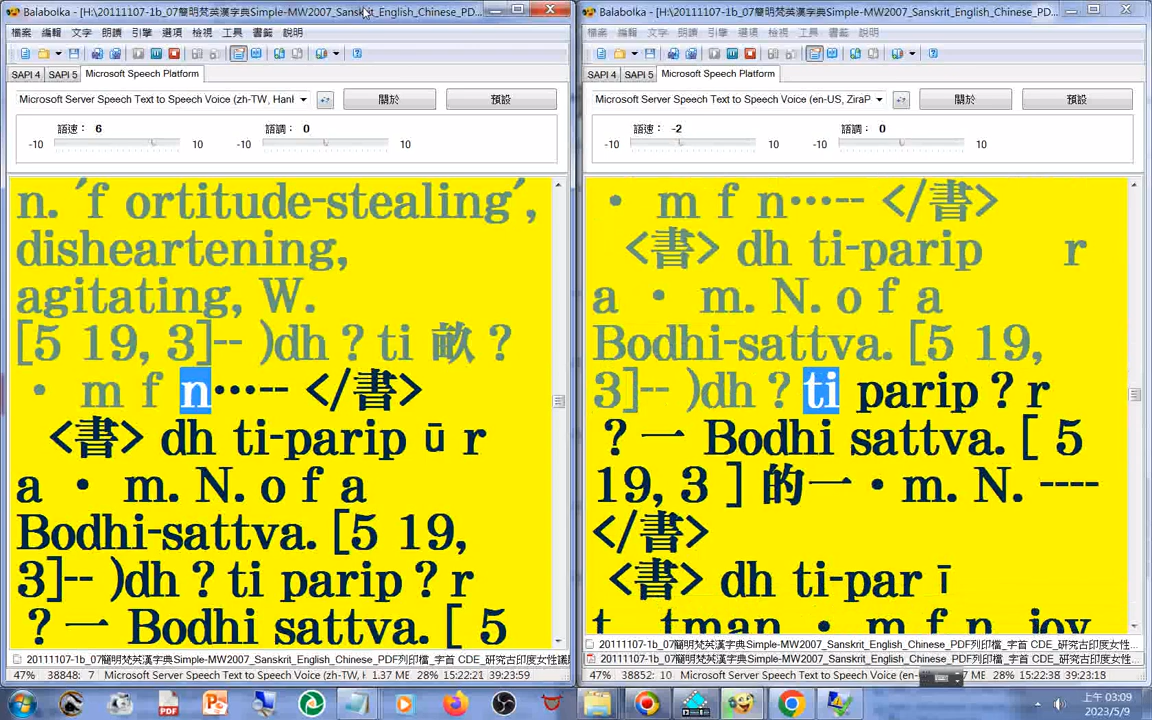 Balabolka - [H:\20111107-1b_07簡明梵英漢字典Simple-MW2007_Sanskrit_English_Chinese_PD...
檔案 編輯 文字 朗讀 引擎 選項 檢視 工具 書籤 說明
SAPI 4 SAPI 5 Microsoft Speech Platform
Microsoft Server Speech Text to Speech Voice (zh-TW, Hanl
關於 預設
語速： 6 語調： 0
-10 10 -10 10
n. 'f ortitude-stealing',
disheartening,
agitating, W.
[5 19, 3]-- )dh ? ti 畝 ?
• m f n…-- </書>
<書> dh ti-parip ū r
a • m. N. o f a
Bodhi-sattva. [5 19,
3]-- )dh ? ti parip ? r
? 一 Bodhi sattva. [ 5
20111107-1b_07簡明梵英漢字典Simple-MW2007_Sanskrit_English_Chinese_PDF列印檔_字首 CDE_研究古印度女性議
47% 38848: 7 Microsoft Server Speech Text to Speech Voice (zh-TW, H 1.37 MB 28% 15:22:21 39:23:59
Balabolka - [H:\20111107-1b_07簡明梵英漢字典Simple-MW2007_Sanskrit_English_Chinese_PD...
檔案 編輯 文字 朗讀 引擎 選項 檢視 工具 書籤 說明
SAPI 4 SAPI 5 Microsoft Speech Platform
Microsoft Server Speech Text to Speech Voice (en-US, ZiraP
關於 預設
語速： -2 語調： 0
-10 10 -10 10
• m f n…-- </書>
<書> dh ti-parip r
a • m. N. o f a
Bodhi-sattva. [5 19,
3]-- )dh ? ti parip ? r
? 一 Bodhi sattva. [ 5
19, 3 ] 的一 • m. N. ----
</書>
<書> dh ti-par ī
t tman • m f n joy
20111107-1b_07簡明梵英漢字典Simple-MW2007_Sanskrit_English_Chinese_PDF列印檔_字首 CDE_研究古印度女性...
20111107-1b_07簡明梵英漢字典Simple-MW2007_Sanskrit_English_Chinese_PDF列印檔_字首 CDE_研究古印度女性...
47% 38852: 10 Microsoft Server Speech Text to Speech Voice (en-US 28% 15:22:38 39:23:18
上午 03:09
2023/5/9